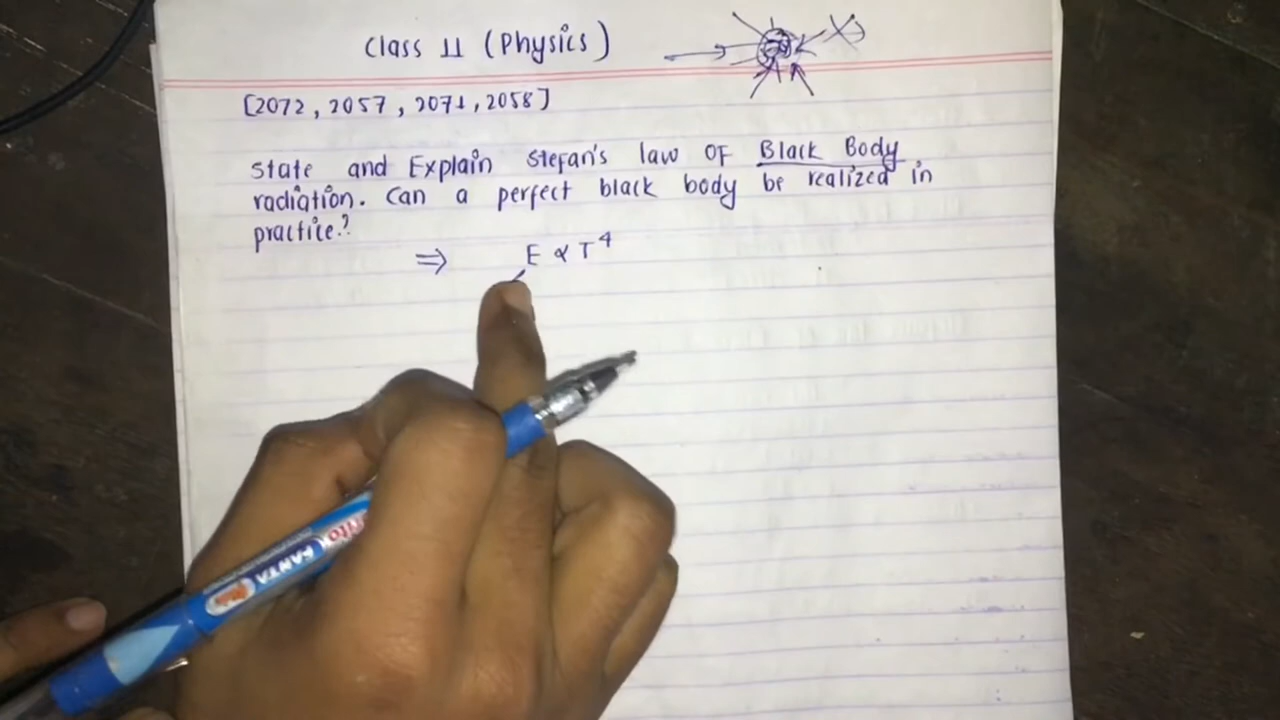 Class 11 (Physics)
[2072, 2057, 2071, 2058]
State and Explain Stefan's law OF Black Body
radiation. Can a perfect black body be realized in
practice.?
⇒ E ∝ T⁴
FANTA